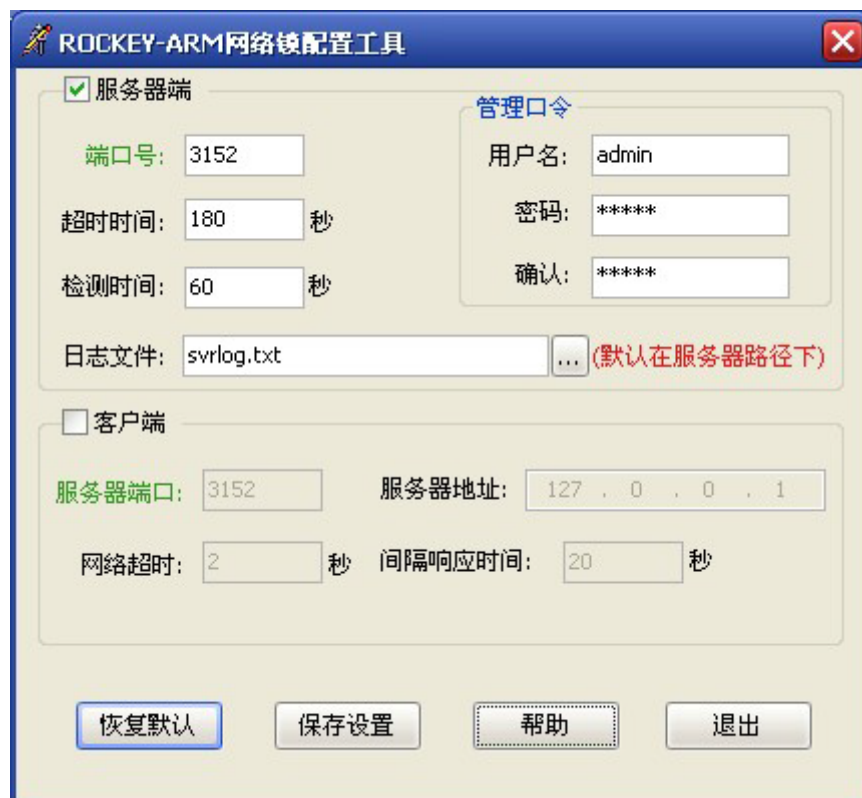 ROCKEY-ARM网络锁配置工具
服务器端
管理口令
端口号: 3152
用户名: admin
超时时间: 180 秒
密码: *****
检测时间: 60 秒
确认: *****
日志文件: svrlog.txt ... (默认在服务器路径下)
客户端
服务器端口: 3152 服务器地址: 127 . 0 . 0 . 1
网络超时: 2 秒 间隔响应时间: 20 秒
恢复默认 保存设置 帮助 退出